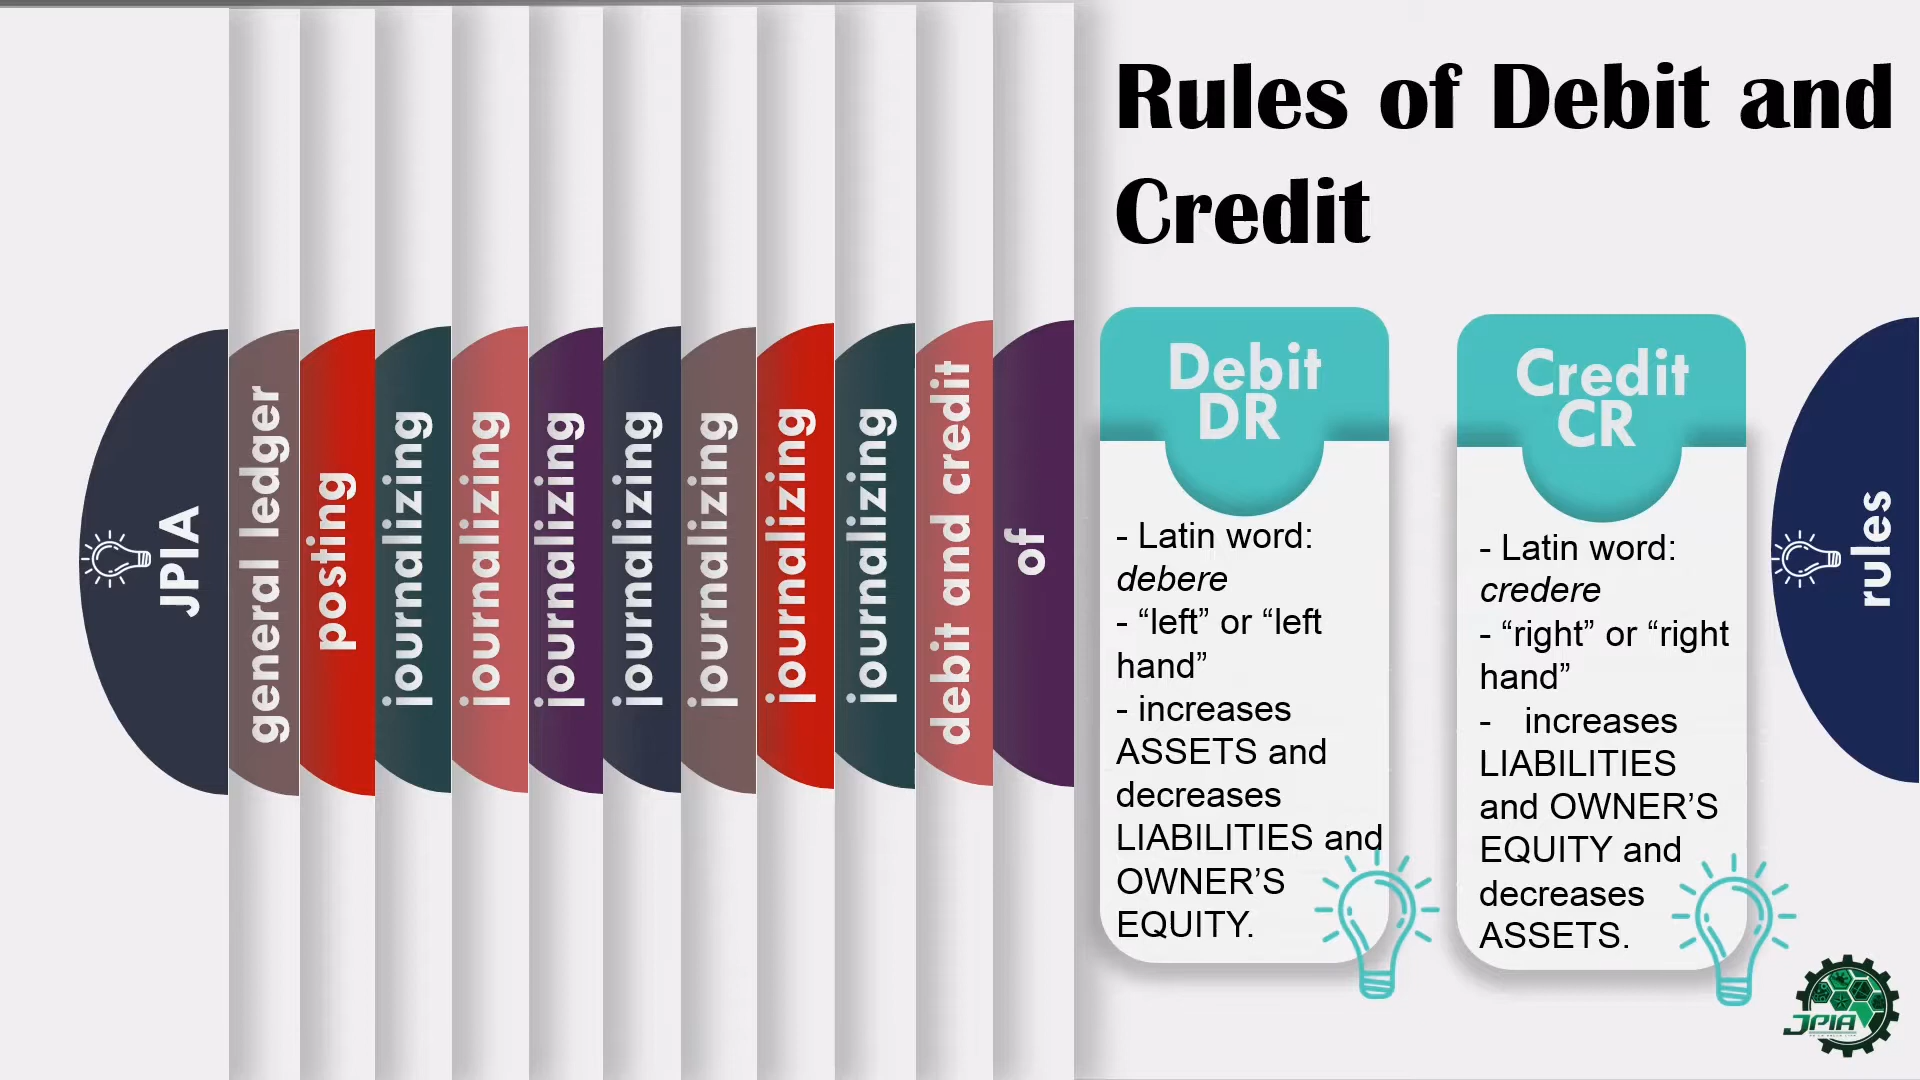 Rules of Debit and
Credit
JPIA
general ledger
posting
journalizing
journalizing
journalizing
journalizing
journalizing
journalizing
journalizing
debit and credit
of
Debit
DR
- Latin word:
debere
- “left” or “left
hand”
- increases
ASSETS and
decreases
LIABILITIES and
OWNER’S
EQUITY.
Credit
CR
- Latin word:
credere
- “right” or “right
hand”
- increases
LIABILITIES
and OWNER’S
EQUITY and
decreases
ASSETS.
rules
JPIA